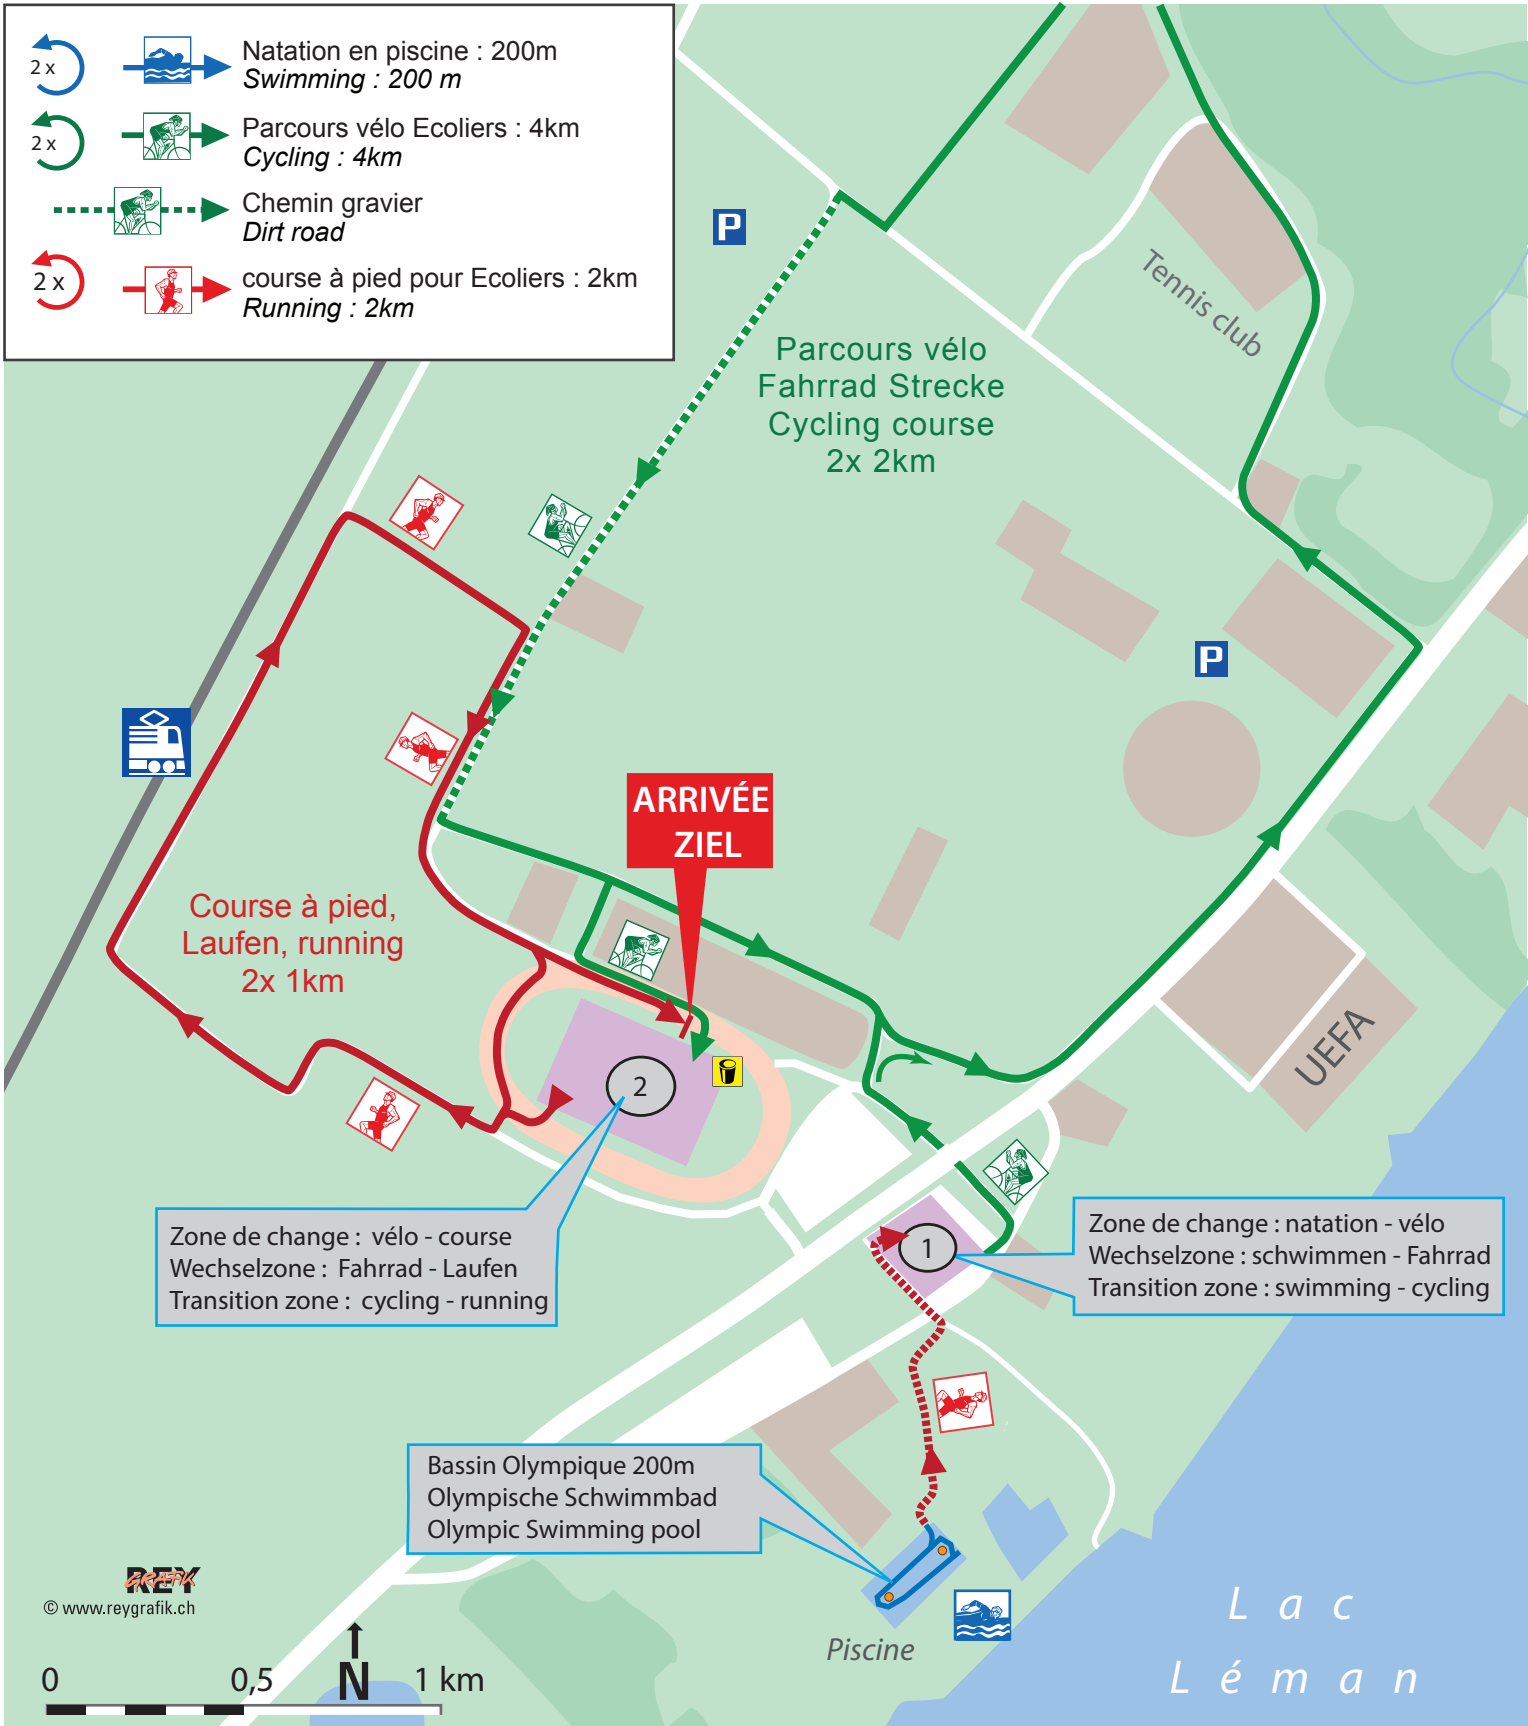 2 x
Natation en piscine : 200m
Swimming : 200 m
2 x
Parcours vélo Ecoliers : 4km
Cycling : 4km
Chemin gravier
Dirt road
2 x
course à pied pour Ecoliers : 2km
Running : 2km
P
Tennis club
Parcours vélo
Fahrrad Strecke
Cycling course
2x 2km
P
ARRIVÉE
ZIEL
Course à pied,
Laufen, running
2x 1km
UEFA
2
Zone de change : vélo - course
Wechselzone : Fahrrad - Laufen
Transition zone : cycling - running
1
Zone de change : natation - vélo
Wechselzone : schwimmen - Fahrrad
Transition zone : swimming - cycling
Bassin Olympique 200m
Olympische Schwimmbad
Olympic Swimming pool
REY
GRAFIK
© www.reygrafik.ch
Piscine
Lac
Léman
0 0,5 N 1 km